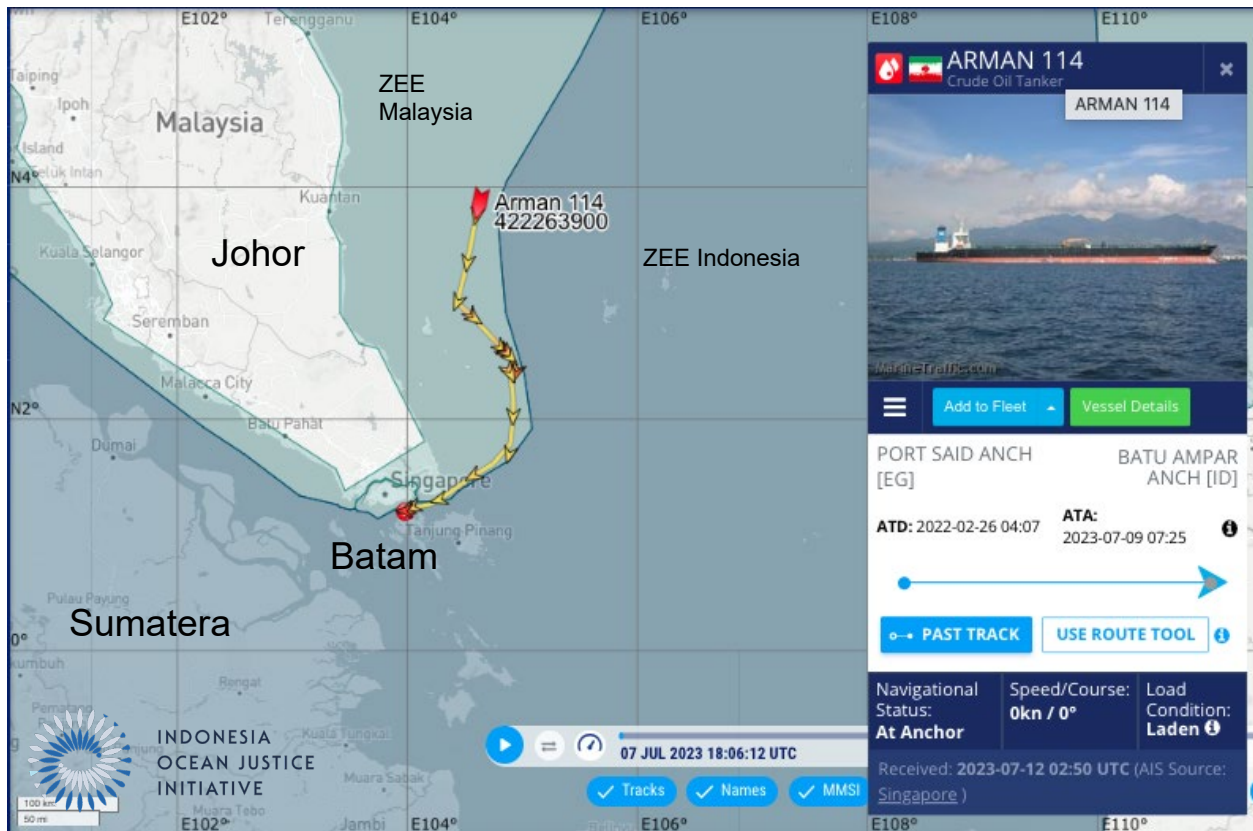 E102°
E104°
E106°
E108°
E110°
Terengganu
ARMAN 114
Crude Oil Tanker
ARMAN 114
Taiping
Ipoh
Island
Seluk Intan
Malaysia
ZEE
Malaysia
N4°
Kuantan
Arman 114
422263900
Johor
ZEE Indonesia
Kuala Selangor
Seremban
Malacca City
MarineTraffic.com
N2°
Batu Pahat
Add to Fleet
Vessel Details
Dumai
PORT SAID ANCH
[EG]
BATU AMPAR
ANCH [ID]
Singapore
Tanjung Pinang
ATD: 2022-02-26 04:07
ATA:
2023-07-09 07:25
Batam
Pulau Payung
Sumatera
0°
kumbuh
PAST TRACK
USE ROUTE TOOL
Rengat
Navigational
Status:
At Anchor
Speed/Course:
0kn / 0°
Load
Condition:
Laden
INDONESIA
OCEAN JUSTICE
INITIATIVE
Kuala Tungkal
07 JUL 2023 18:06:12 UTC
Muara Sabak
Received: 2023-07-12 02:50 UTC (AIS Source:
Singapore )
Tracks
Names
MMSI
100 km
50 mi
Muara Tebo
Jambi
E102°
E104°
E106°
E108°
E110°